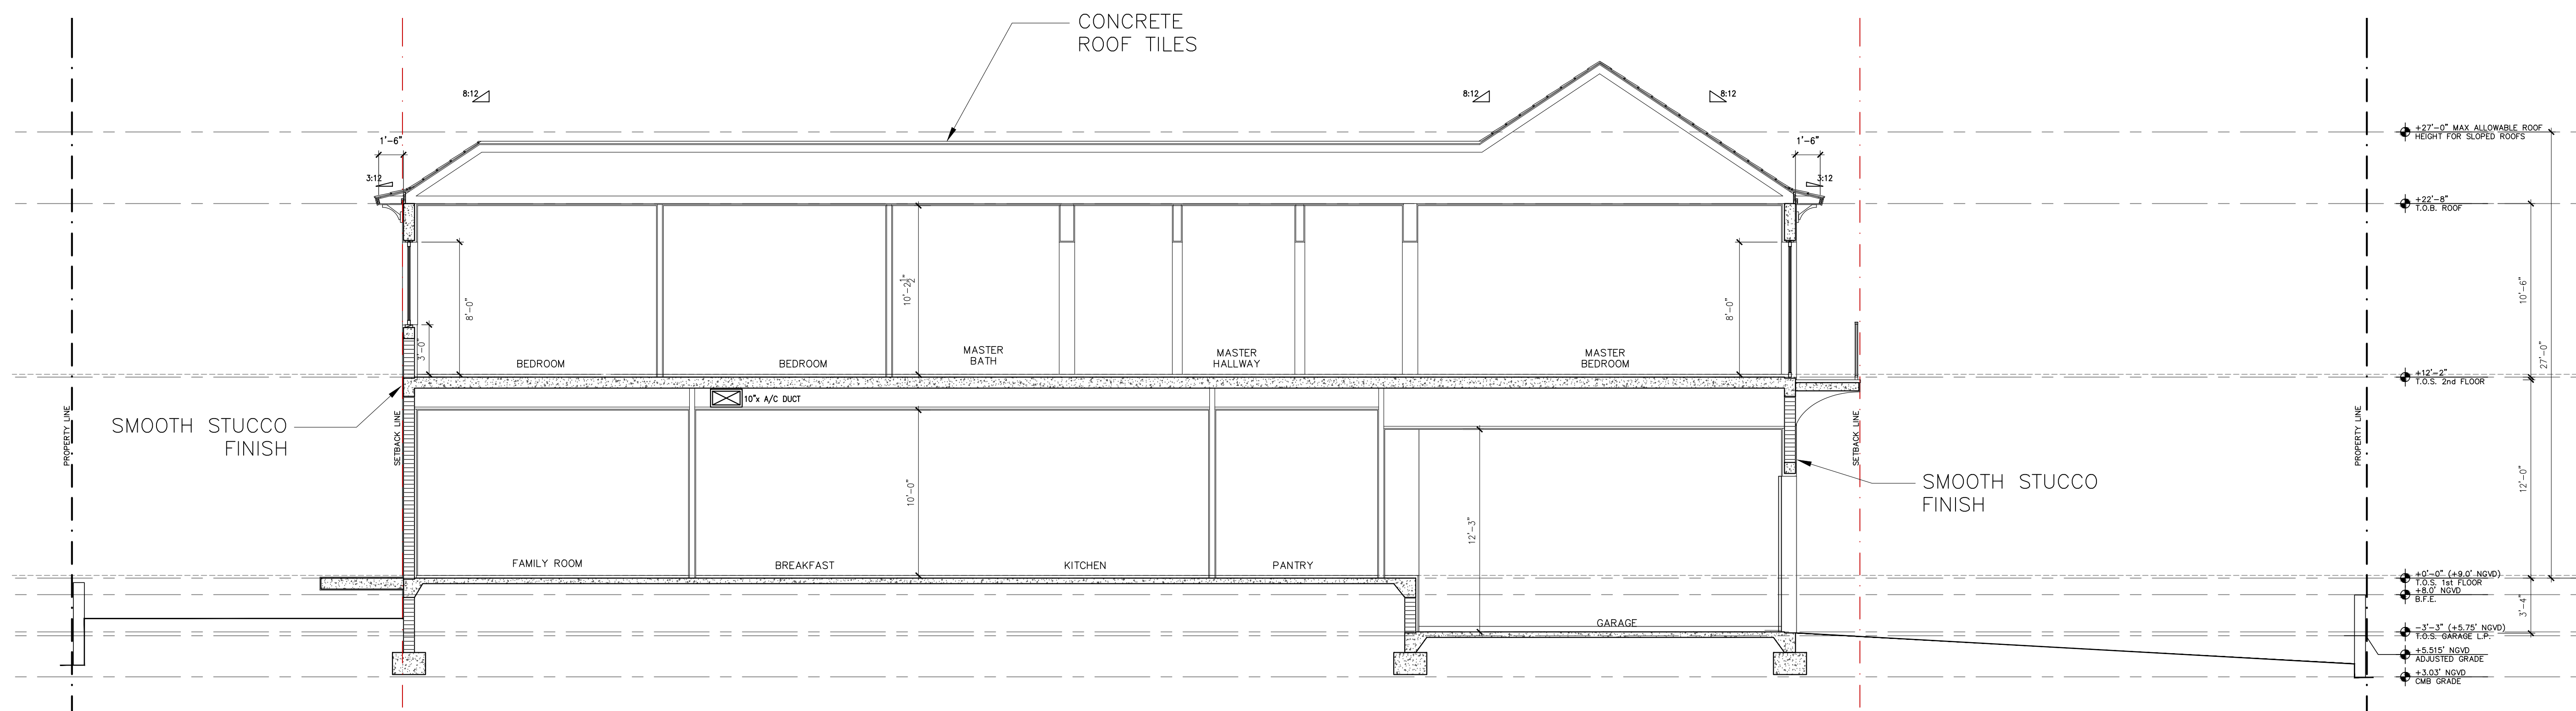 CONCRETE
ROOF TILES
8:12
8:12
8:12
1'-6"
1'-6"
3:12
3:12
+27'-0" MAX ALLOWABLE ROOF
HEIGHT FOR SLOPED ROOFS
+22'-8"
T.O.B. ROOF
8'-0"
3'-0"
10'-2½"
8'-0"
10'-6"
27'-0"
BEDROOM
BEDROOM
MASTER
BATH
MASTER
HALLWAY
MASTER
BEDROOM
+12'-2"
T.O.S. 2nd FLOOR
10"x A/C DUCT
PROPERTY LINE
SMOOTH STUCCO
FINISH
SETBACK LINE
SETBACK LINE
SMOOTH STUCCO
FINISH
PROPERTY LINE
10'-0"
12'-3"
12'-0"
FAMILY ROOM
BREAKFAST
KITCHEN
PANTRY
GARAGE
+0'-0" (+9.0' NGVD)
T.O.S. 1st FLOOR
+8.0' NGVD
B.F.E.
3'-4"
-3'-3" (+5.75' NGVD)
T.O.S. GARAGE L.P.
+5.515' NGVD
ADJUSTED GRADE
+3.03' NGVD
CMB GRADE